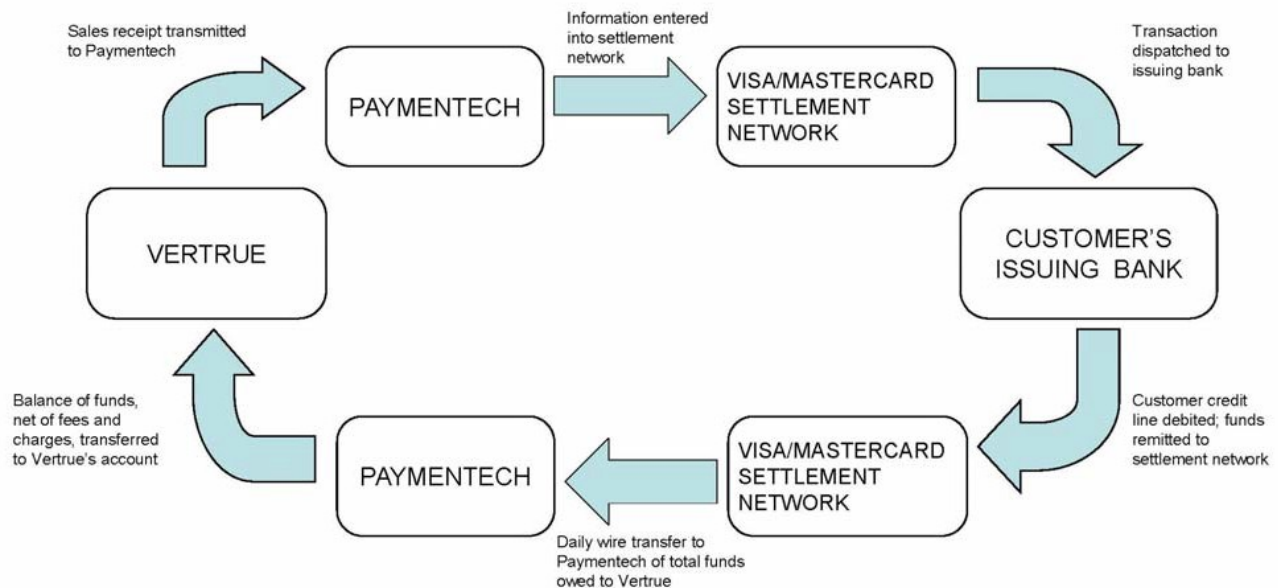 Sales receipt transmitted
to Paymentech
Information entered
into settlement
network
Transaction
dispatched to
issuing bank
PAYMENTECH
VISA/MASTERCARD
SETTLEMENT
NETWORK
VERTRUE
CUSTOMER'S
ISSUING BANK
Balance of funds,
net of fees and
charges, transferred
to Vertrue's account
PAYMENTECH
VISA/MASTERCARD
SETTLEMENT
NETWORK
Customer credit
line debited; funds
remitted to
settlement network
Daily wire transfer to
Paymentech of total funds
owed to Vertrue